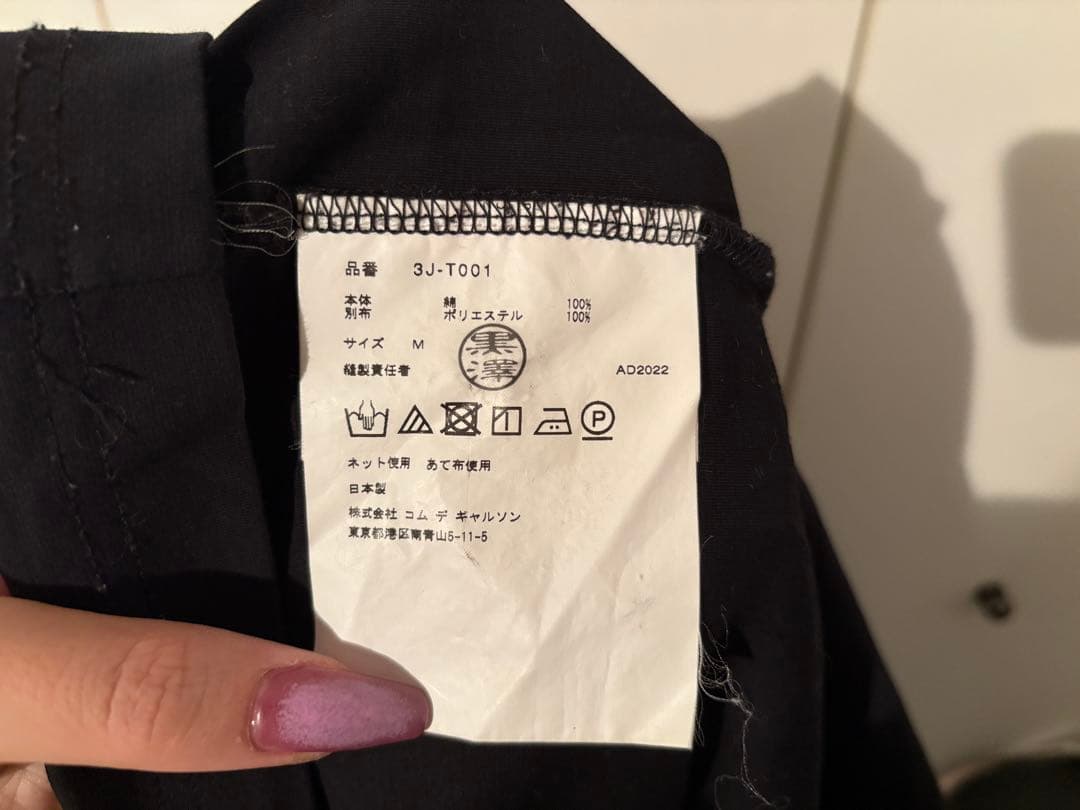 品番 3J-T001
本体 綿 100%
別布 ポリエステル 100%
サイズ M
黒澤
縫製責任者 AD2022
P
ネット使用 あて布使用
日本製
株式会社 コム デ ギャルソン
東京都港区南青山5-11-5